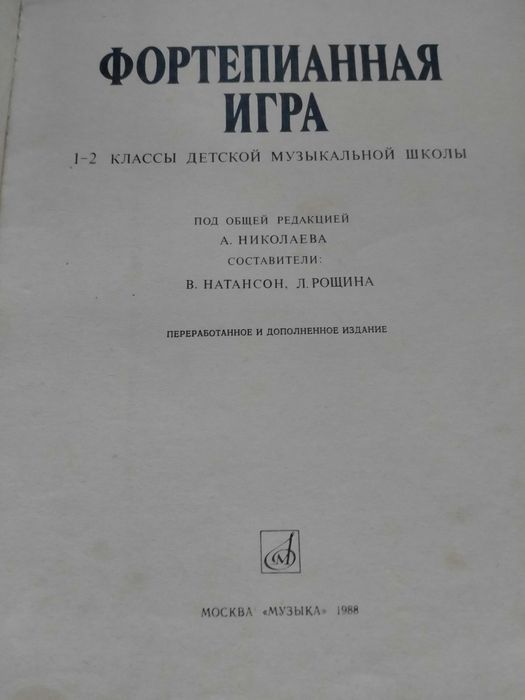 ФОРТЕПИАННАЯ
ИГРА
1-2 КЛАССЫ ДЕТСКОЙ МУЗЫКАЛЬНОЙ ШКОЛЫ
ПОД ОБЩЕЙ РЕДАКЦИЕЙ
А. НИКОЛАЕВА
СОСТАВИТЕЛИ:
В. НАТАНСОН, Л. РОЩИНА
ПЕРЕРАБОТАННОЕ И ДОПОЛНЕННОЕ ИЗДАНИЕ
МОСКВА «МУЗЫКА» 1988